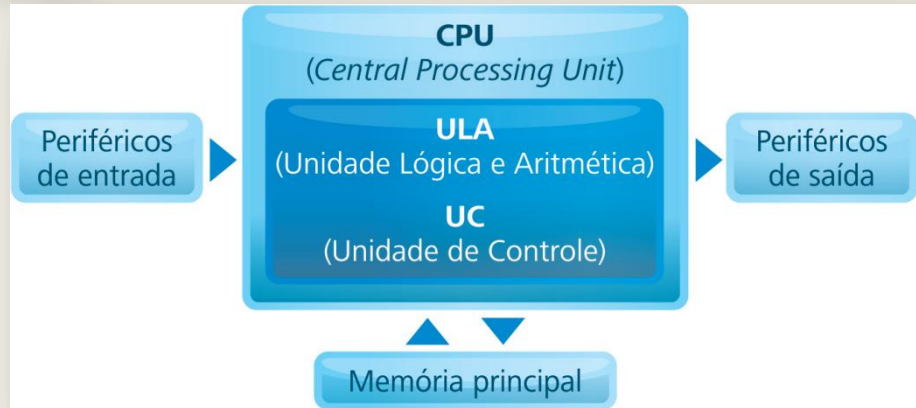 CPU
(Central Processing Unit)
Periféricos
de entrada
ULA
(Unidade Lógica e Aritmética)
UC
(Unidade de Controle)
Periféricos
de saída
Memória principal